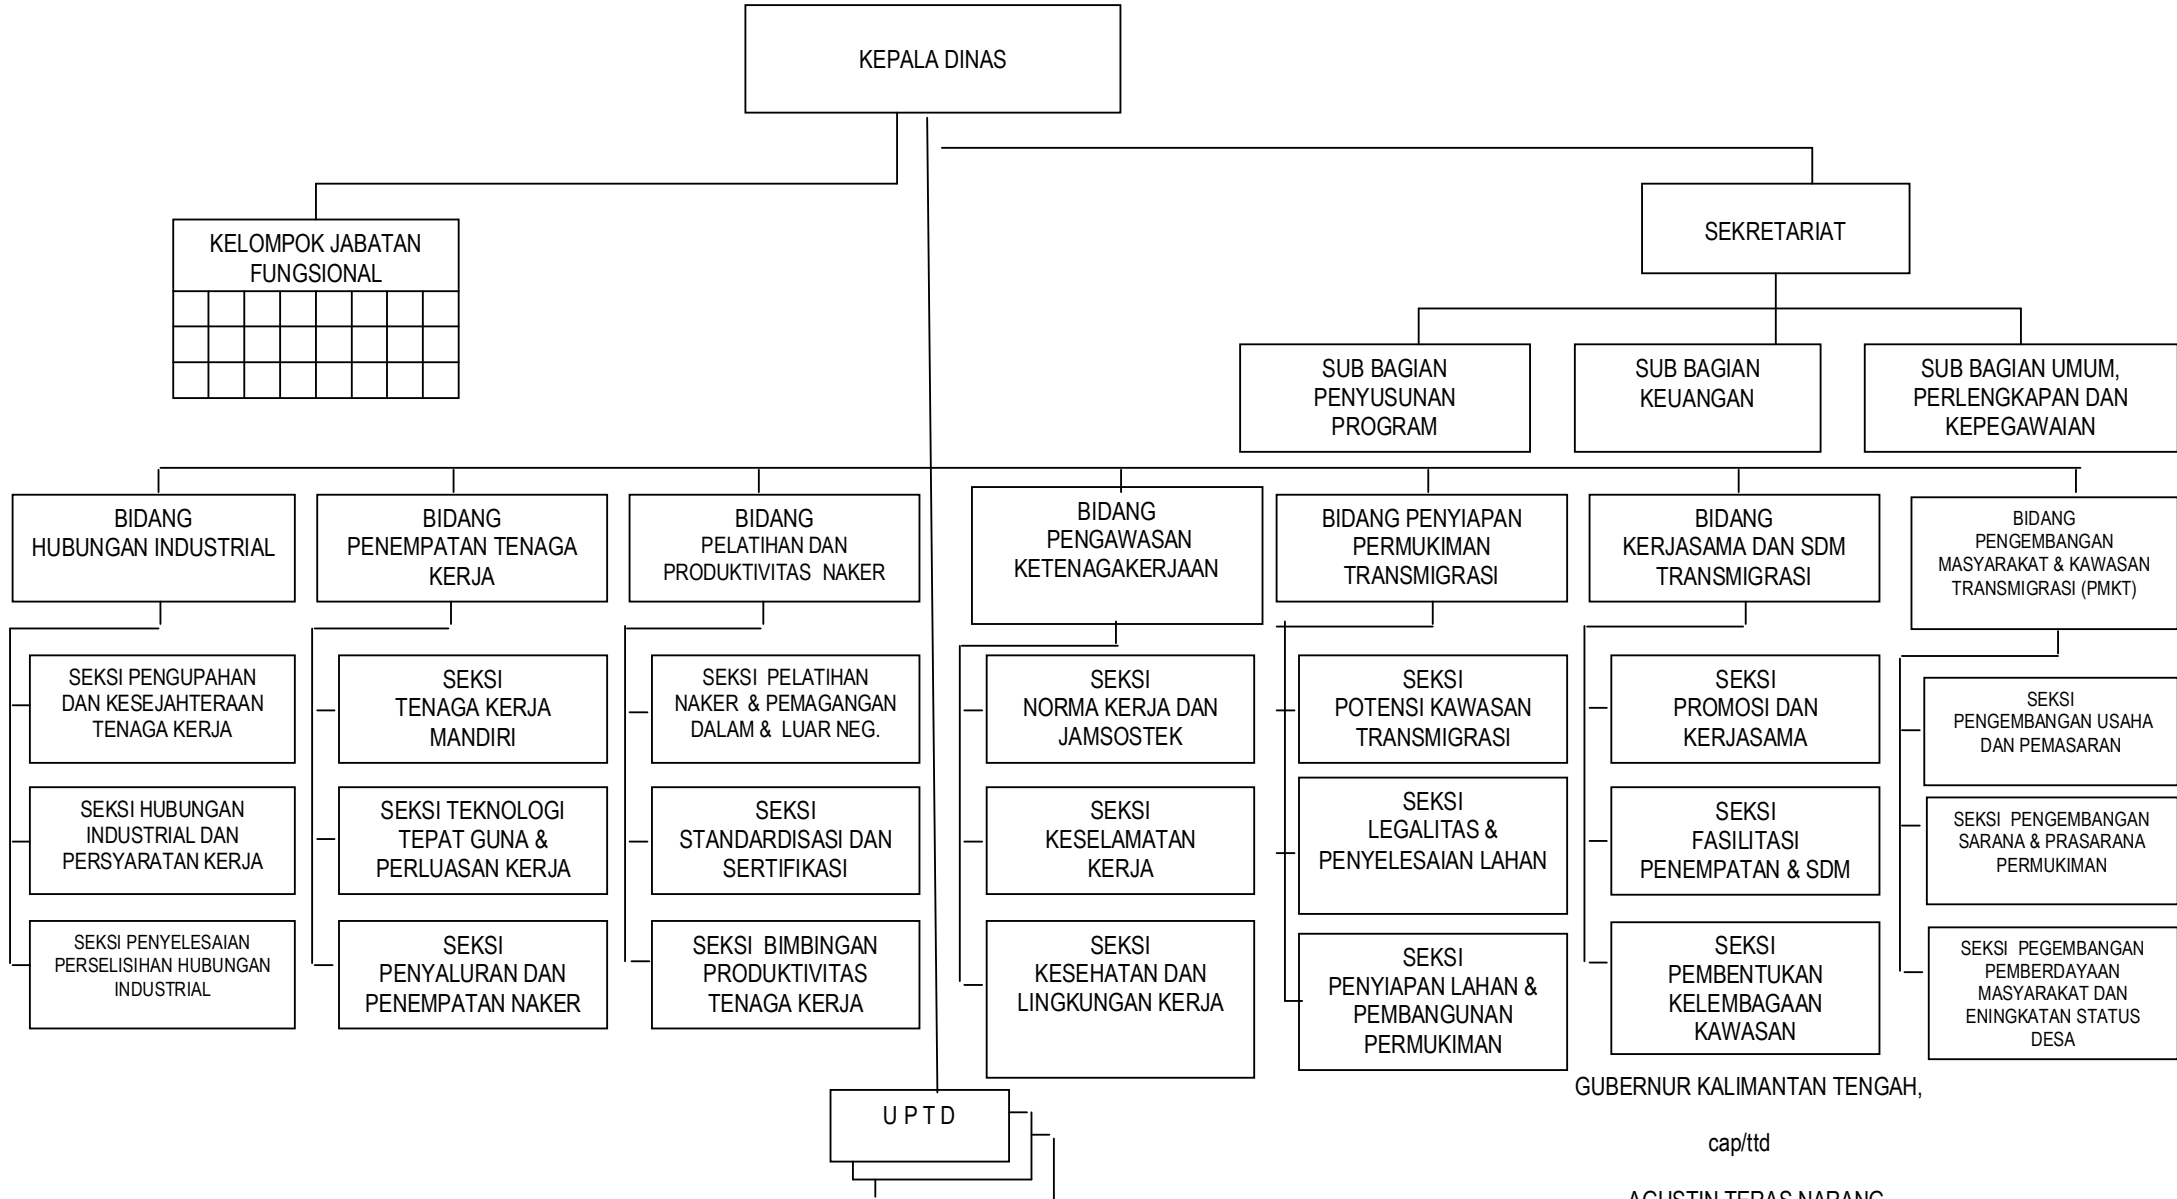 KEPALA DINAS
KELOMPOK JABATAN
FUNGSIONAL
SEKRETARIAT
SUB BAGIAN
PENYUSUNAN
PROGRAM
SUB BAGIAN
KEUANGAN
SUB BAGIAN UMUM,
PERLENGKAPAN DAN
KEPEGAWAIAN
BIDANG
HUBUNGAN INDUSTRIAL
BIDANG
PENEMPATAN TENAGA
KERJA
BIDANG
PELATIHAN DAN
PRODUKTIVITAS NAKER
BIDANG
PENGAWASAN
KETENAGAKERJAAN
BIDANG PENYIAPAN
PERMUKIMAN
TRANSMIGRASI
BIDANG
KERJASAMA DAN SDM
TRANSMIGRASI
BIDANG
PENGEMBANGAN
MASYARAKAT & KAWASAN
TRANSMIGRASI (PMKT)
SEKSI PENGUPAHAN
DAN KESEJAHTERAAN
TENAGA KERJA
SEKSI
TENAGA KERJA
MANDIRI
SEKSI PELATIHAN
NAKER & PEMAGANGAN
DALAM & LUAR NEG.
SEKSI
NORMA KERJA DAN
JAMSOSTEK
SEKSI
POTENSI KAWASAN
TRANSMIGRASI
SEKSI
PROMOSI DAN
KERJASAMA
SEKSI
PENGEMBANGAN USAHA
DAN PEMASARAN
SEKSI HUBUNGAN
INDUSTRIAL DAN
PERSYARATAN KERJA
SEKSI TEKNOLOGI
TEPAT GUNA &
PERLUASAN KERJA
SEKSI
STANDARDISASI DAN
SERTIFIKASI
SEKSI
KESELAMATAN
KERJA
SEKSI
LEGALITAS &
PENYELESAIAN LAHAN
SEKSI
FASILITASI
PENEMPATAN & SDM
SEKSI PENGEMBANGAN
SARANA & PRASARANA
PERMUKIMAN
SEKSI PENYELESAIAN
PERSELISIHAN HUBUNGAN
INDUSTRIAL
SEKSI
PENYALURAN DAN
PENEMPATAN NAKER
SEKSI BIMBINGAN
PRODUKTIVITAS
TENAGA KERJA
SEKSI
KESEHATAN DAN
LINGKUNGAN KERJA
SEKSI
PENYIAPAN LAHAN &
PEMBANGUNAN
PERMUKIMAN
SEKSI
PEMBENTUKAN
KELEMBAGAAN
KAWASAN
SEKSI PEGEMBANGAN
PEMBERDAYAAN
MASYARAKAT DAN
ENINGKATAN STATUS
DESA
U P T D
GUBERNUR KALIMANTAN TENGAH,
cap/ttd
AGUSTIN TERAS NARANG